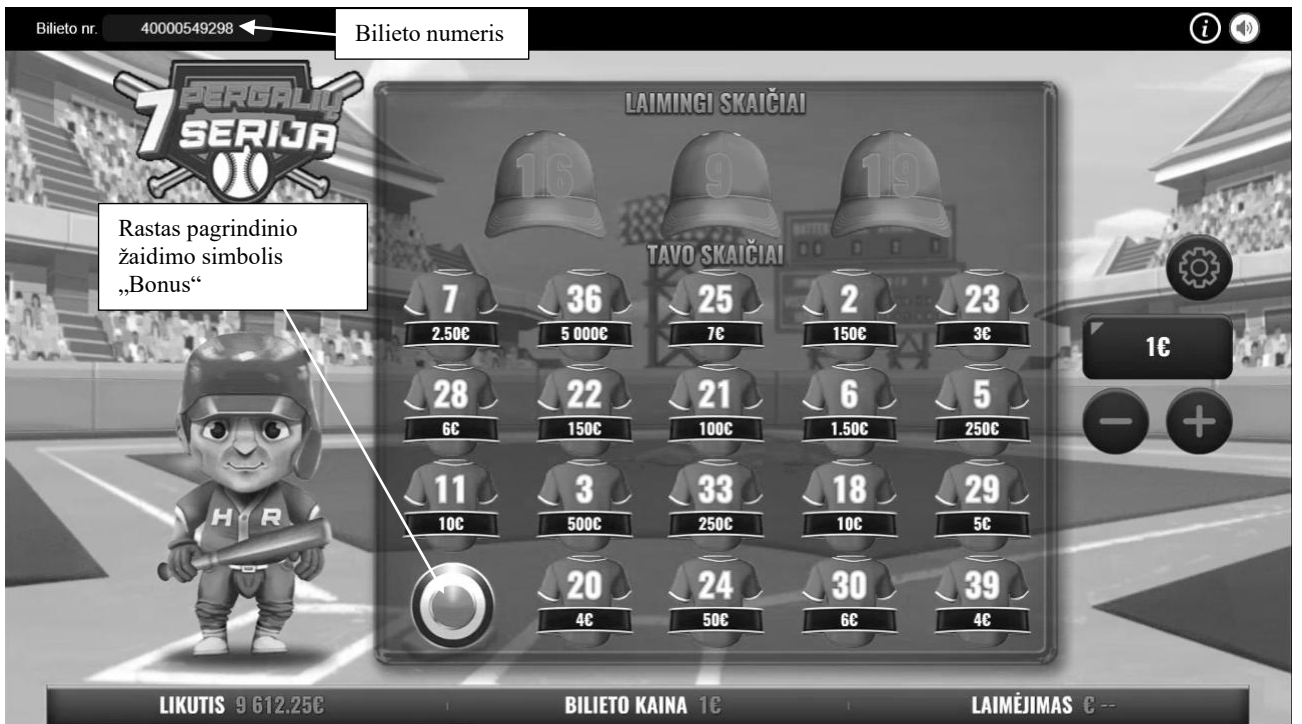 Bilieto nr. 40000549298
Bilieto numeris
i
7 PERGALIŲ
SERIJA
LAIMINGI SKAIČIAI
16 9 19
Rastas pagrindinio
žaidimo simbolis
„Bonus“
TAVO SKAIČIAI
7 36 25 2 23
2.50€ 5 000€ 7€ 150€ 3€
1€
28 22 21 6 5
6€ 150€ 100€ 1.50€ 250€
− +
11 3 33 18 29
10€ 500€ 250€ 10€ 5€
H R
20 24 30 39
4€ 50€ 6€ 4€
LIKUTIS 9 612.25€ BILIETO KAINA 1€ LAIMĖJIMAS € --